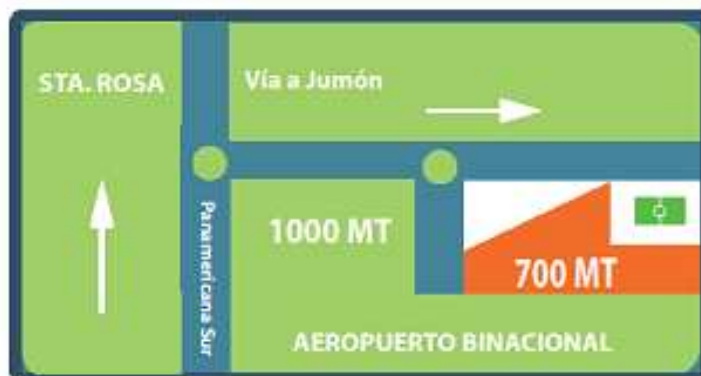 STA. ROSA
Vía a Jumón
Panamericana Sur
1000 MT
700 MT
AEROPUERTO BINACIONAL